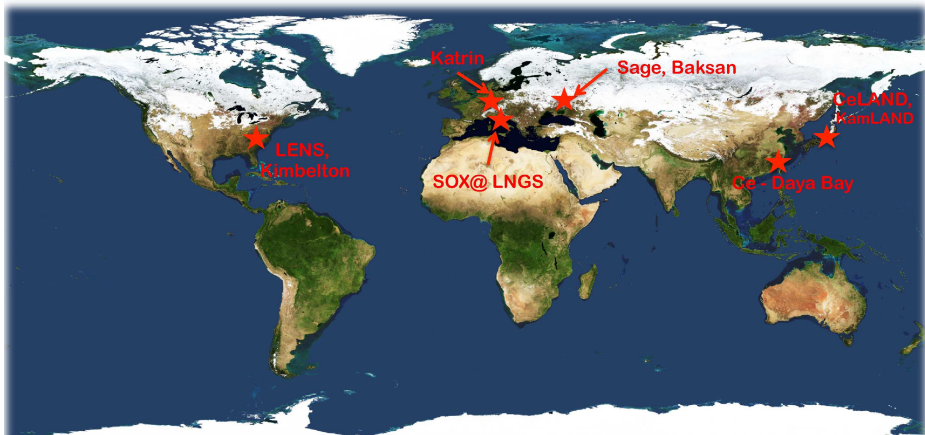 Katrin
Sage, Baksan
CeLAND,
KamLAND
LENS,
Kimbelton
SOX@ LNGS
Ce - Daya Bay